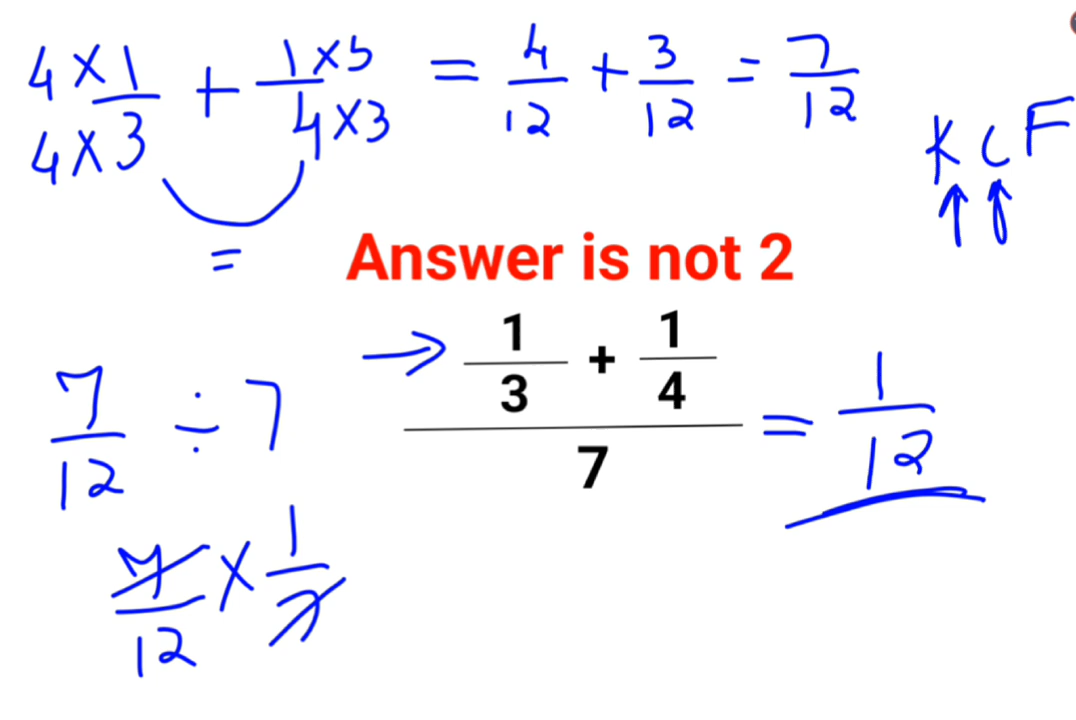 4×1/4×3 + 1×5/4×3 = 4/12 + 3/12 = 7/12
KCF
=
Answer is not 2
→ (1/3 + 1/4)/7 = 1/12
7/12 ÷ 7
7/12 × 1/7